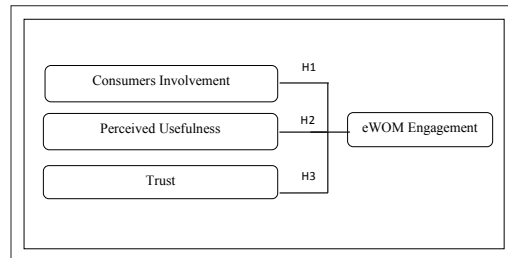 H1
Consumers Involvement
H2
Perceived Usefulness
eWOM Engagement
H3
Trust